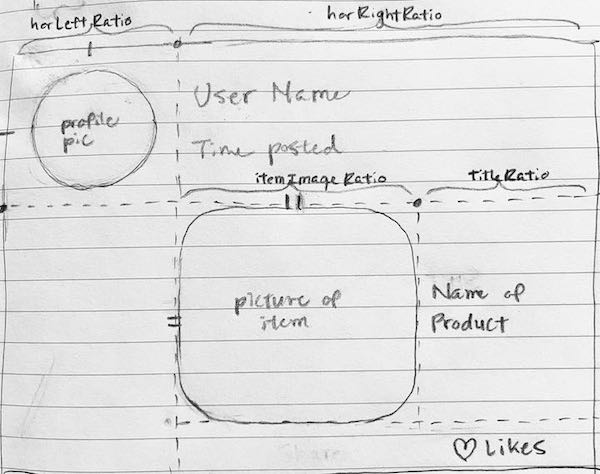 horLeftRatio
horRightRatio
User Name
profile
pic
Time posted
itemImageRatio
titleRatio
picture of
item
Name of
Product
Share
♡ Likes